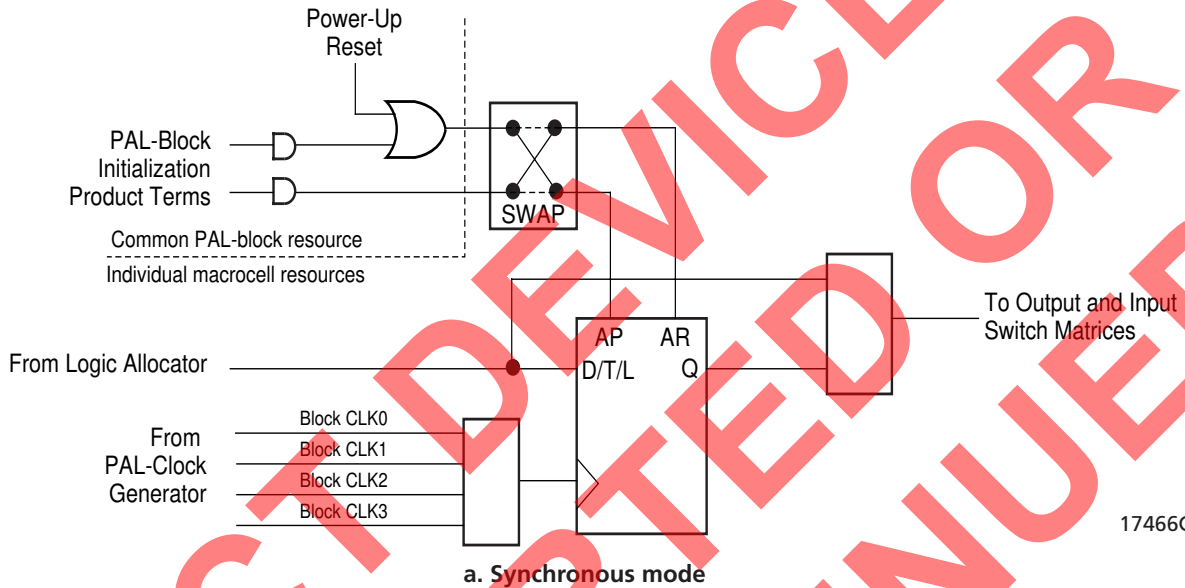 Power-Up
Reset
PAL-Block
Initialization
Product Terms
SWAP
Common PAL-block resource
Individual macrocell resources
To Output and Input
Switch Matrices
AP AR
From Logic Allocator
D/T/L Q
Block CLK0
From
Block CLK1
PAL-Clock
Block CLK2
Generator
Block CLK3
17466G
a. Synchronous mode